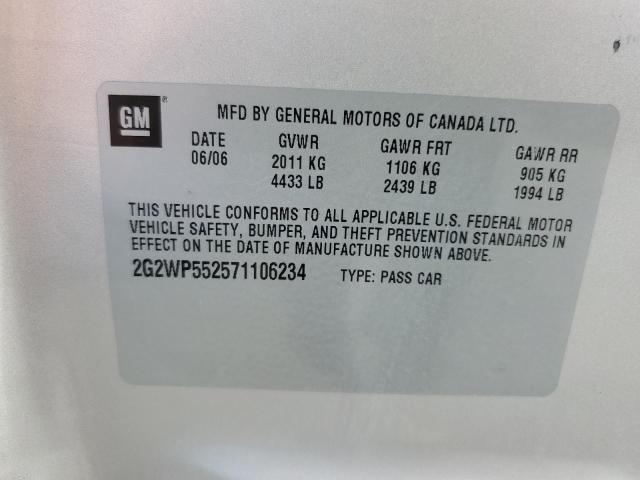 GM ®
MFD BY GENERAL MOTORS OF CANADA LTD.
DATE GVWR GAWR FRT GAWR RR
06/06 2011 KG 1106 KG 905 KG
4433 LB 2439 LB 1994 LB
THIS VEHICLE CONFORMS TO ALL APPLICABLE U.S. FEDERAL MOTOR
VEHICLE SAFETY, BUMPER, AND THEFT PREVENTION STANDARDS IN
EFFECT ON THE DATE OF MANUFACTURE SHOWN ABOVE.
2G2WP552571106234 TYPE: PASS CAR